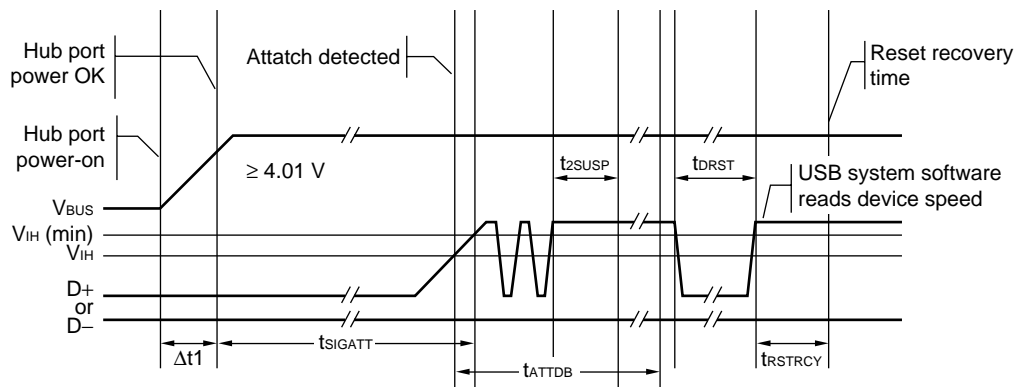 Hub port
power OK
Attatch detected
Reset recovery
time
Hub port
power-on
≥ 4.01 V
t2SUSP
tDRST
USB system software
reads device speed
VBUS
VIH (min)
VIH
D+
or
D−
Δt1
tSIGATT
tATTDB
tRSTRCY